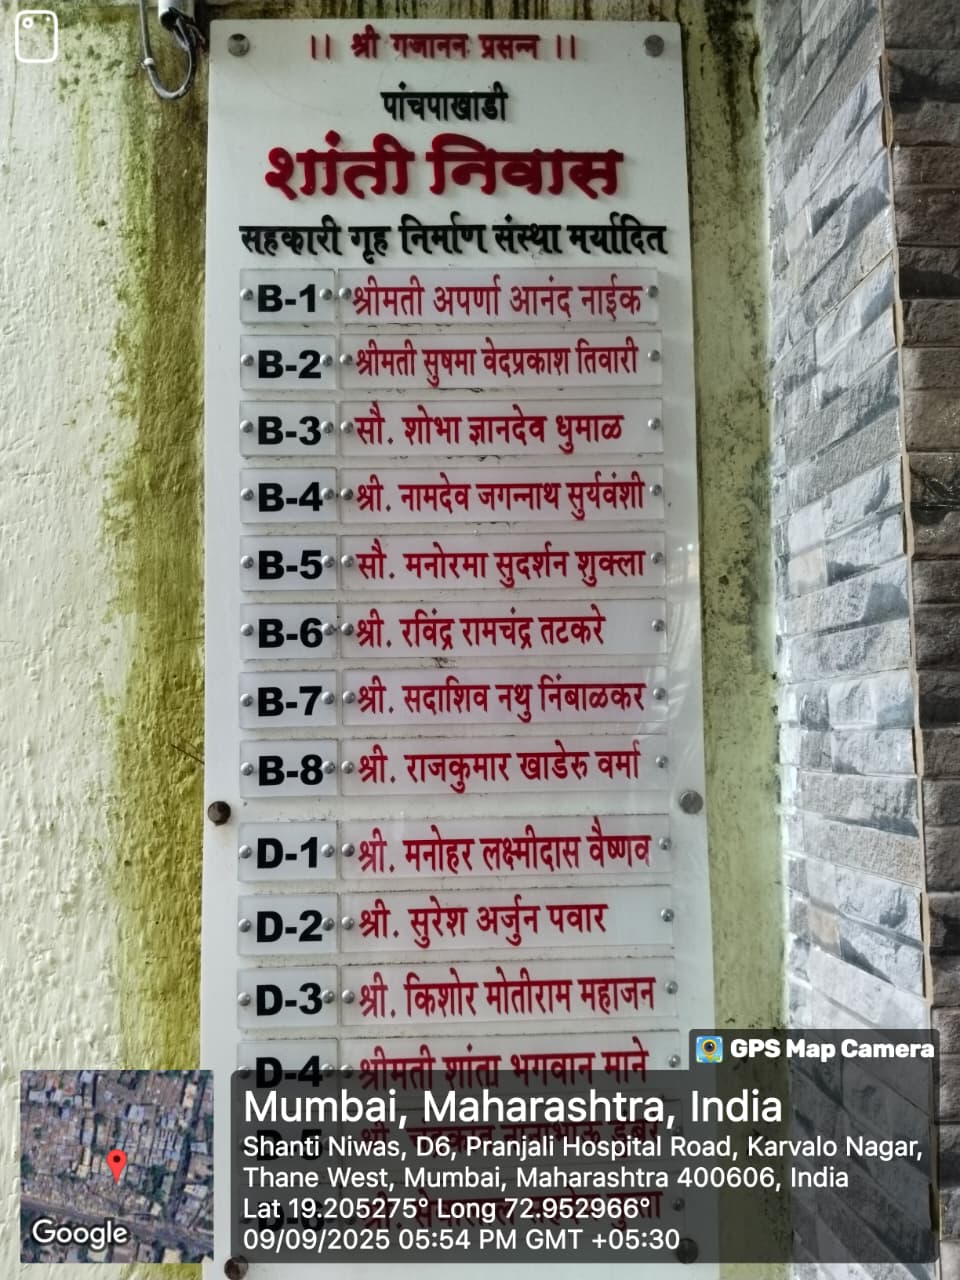 ।। श्री गजानन प्रसन्न ।।
पांचपाखाडी
शांती निवास
सहकारी गृह निर्माण संस्था मर्यादित
B-1 श्रीमती अपर्णा आनंद नाईक
B-2 श्रीमती सुषमा वेदप्रकाश तिवारी
B-3 सौ. शोभा ज्ञानदेव धुमाळ
B-4 श्री. नामदेव जगन्नाथ सुर्यवंशी
B-5 सौ. मनोरमा सुदर्शन शुक्ला
B-6 श्री. रविंद्र रामचंद्र तटकरे
B-7 श्री. सदाशिव नथु निंबाळकर
B-8 श्री. राजकुमार खाडेरू वर्मा
D-1 श्री. मनोहर लक्ष्मीदास वैष्णव
D-2 श्री. सुरेश अर्जुन पवार
D-3 श्री. किशोर मोतीराम महाजन
D-4 श्रीमती शांता भगवान माने
D-5 श्री.
D-6 श्री.
GPS Map Camera
Mumbai, Maharashtra, India
Shanti Niwas, D6, Pranjali Hospital Road, Karvalo Nagar,
Thane West, Mumbai, Maharashtra 400606, India
Lat 19.205275° Long 72.952966°
09/09/2025 05:54 PM GMT +05:30
Google